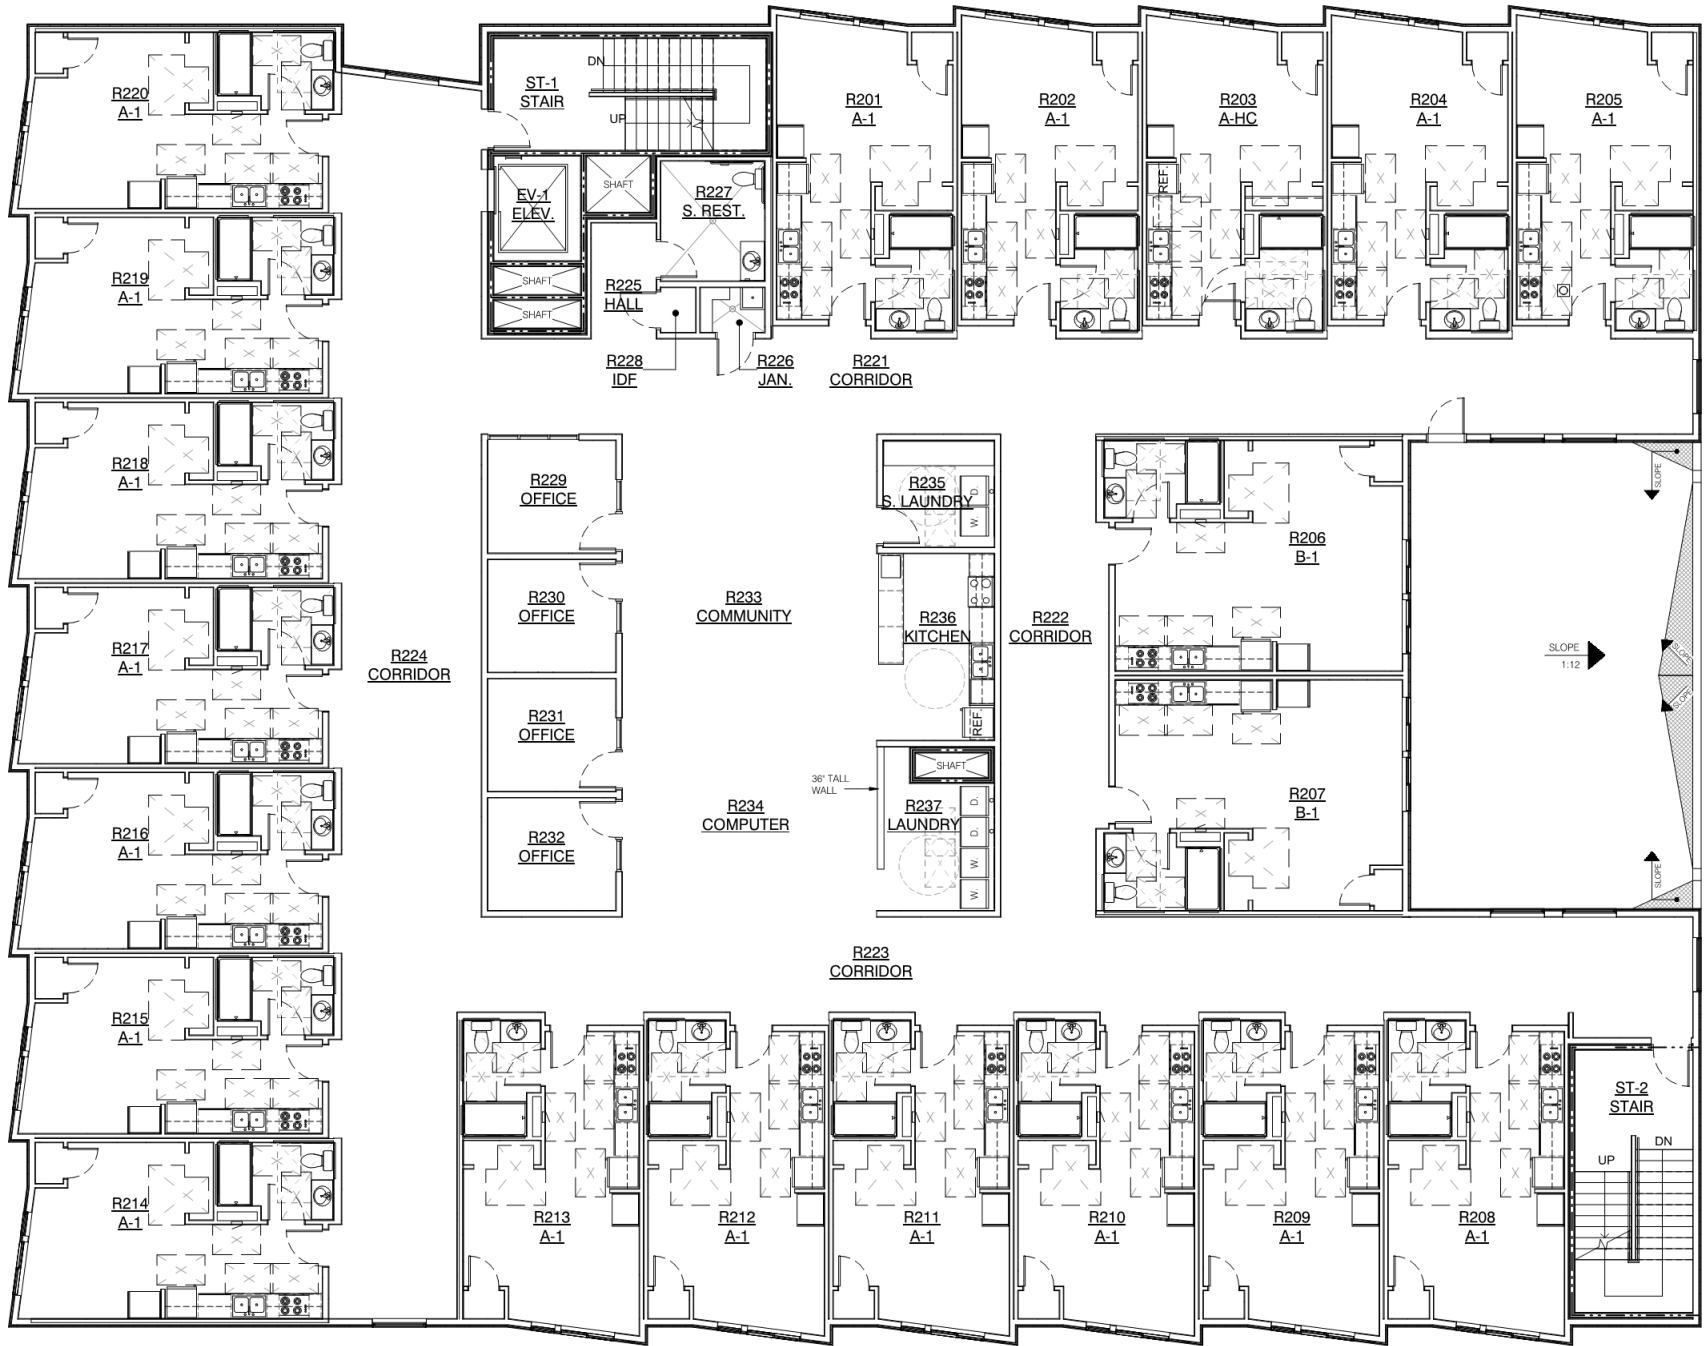 R220
A-1
ST-1
STAIR
DN
UP
R201
A-1
R202
A-1
R203
A-HC
R204
A-1
R205
A-1
EV-1
ELEV.
SHAFT
R227
S. REST.
REF.
R219
A-1
SHAFT
SHAFT
R225
HALL
R228
IDF
R226
JAN.
R221
CORRIDOR
R218
A-1
R229
OFFICE
R235
S. LAUNDRY
D.
W.
R206
B-1
SLOPE
R217
A-1
R224
CORRIDOR
R230
OFFICE
R233
COMMUNITY
R236
KITCHEN
REF.
R222
CORRIDOR
SLOPE
1:12
SLOPE
SLOPE
R231
OFFICE
R216
A-1
R232
OFFICE
R234
COMPUTER
36" TALL
WALL
SHAFT
R237
LAUNDRY
D.
D.
W.
W.
R207
B-1
SLOPE
R223
CORRIDOR
R215
A-1
R214
A-1
R213
A-1
R212
A-1
R211
A-1
R210
A-1
R209
A-1
R208
A-1
ST-2
STAIR
DN
UP